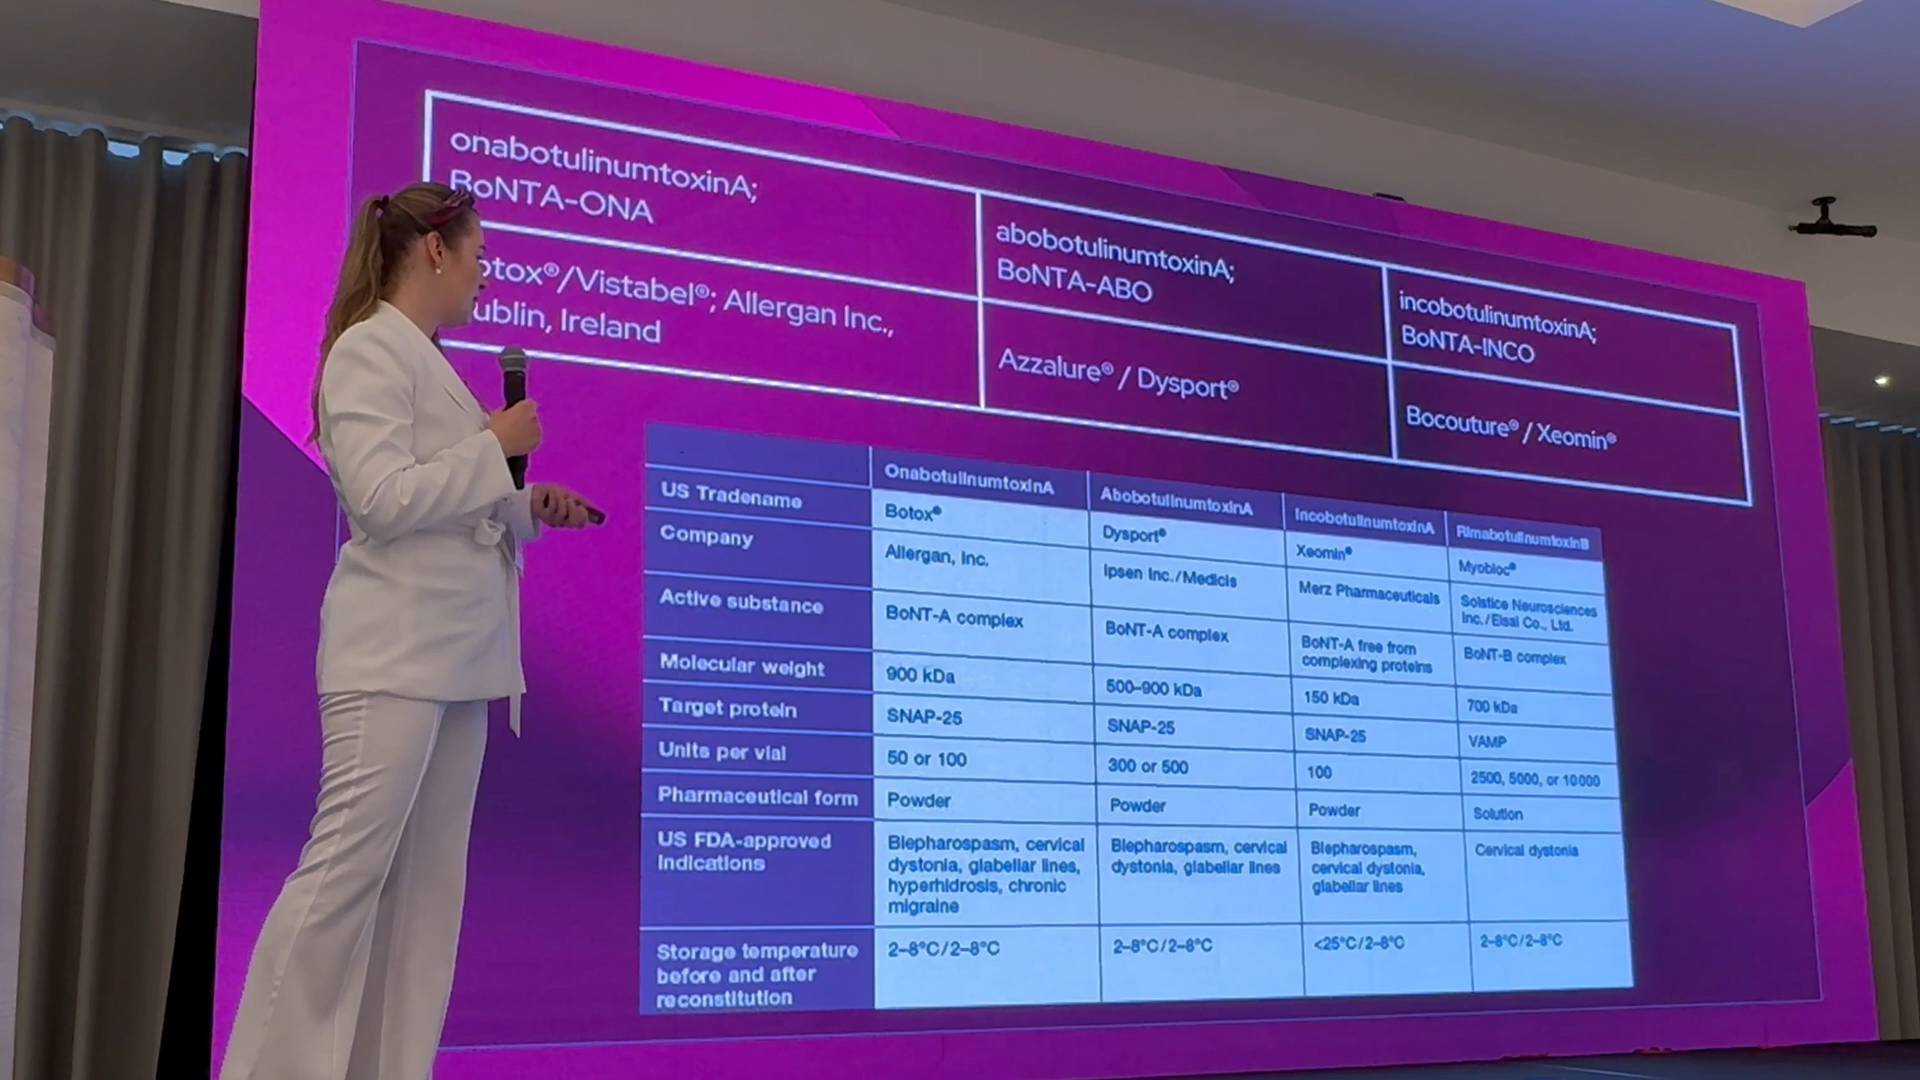 onabotulinumtoxinA;
BoNTA-ONA
abobotulinumtoxinA;
BoNTA-ABO
incobotulinumtoxinA;
BoNTA-INCO
otox®/Vistabel®; Allergan Inc.,
ublin, Ireland
Azzalure® / Dysport®
Bocouture® / Xeomin®
OnabotulinumtoxinA
AbobotulinumtoxinA
IncobotulinumtoxinA
RimabotulinumtoxinB
US Tradename
Botox®
Dysport®
Xeomin®
Myobloc®
Company
Allergan, Inc.
Ipsen Inc./Medicis
Merz Pharmaceuticals
Solstice Neurosciences
Inc./Eisai Co., Ltd.
Active substance
BoNT-A complex
BoNT-A complex
BoNT-A free from
complexing proteins
BoNT-B complex
Molecular weight
900 kDa
500–900 kDa
150 kDa
700 kDa
Target protein
SNAP-25
SNAP-25
SNAP-25
VAMP
Units per vial
50 or 100
300 or 500
100
2500, 5000, or 10000
Pharmaceutical form
Powder
Powder
Powder
Solution
US FDA-approved
indications
Blepharospasm, cervical
dystonia, glabellar lines,
hyperhidrosis, chronic
migraine
Blepharospasm, cervical
dystonia, glabellar lines
Blepharospasm,
cervical dystonia,
glabellar lines
Cervical dystonia
Storage temperature
before and after
reconstitution
2–8°C/2–8°C
2–8°C/2–8°C
<25°C/2–8°C
2–8°C/2–8°C